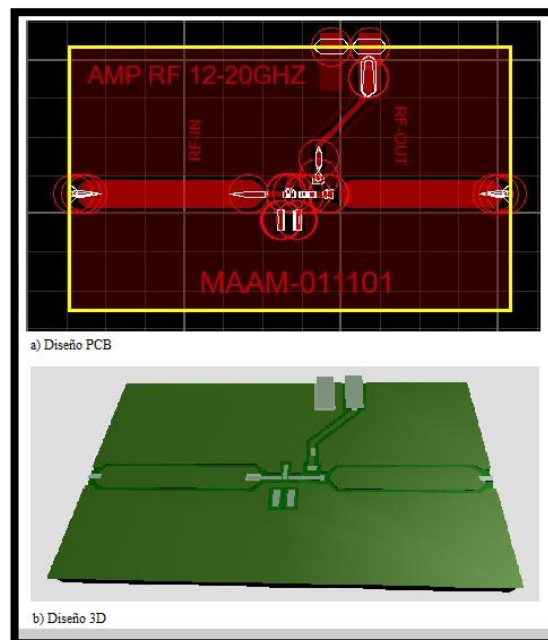 AMP RF 12-20GHZ
RF-IN
RF-OUT
MAAM-011101
a) Diseño PCB
b) Diseño 3D